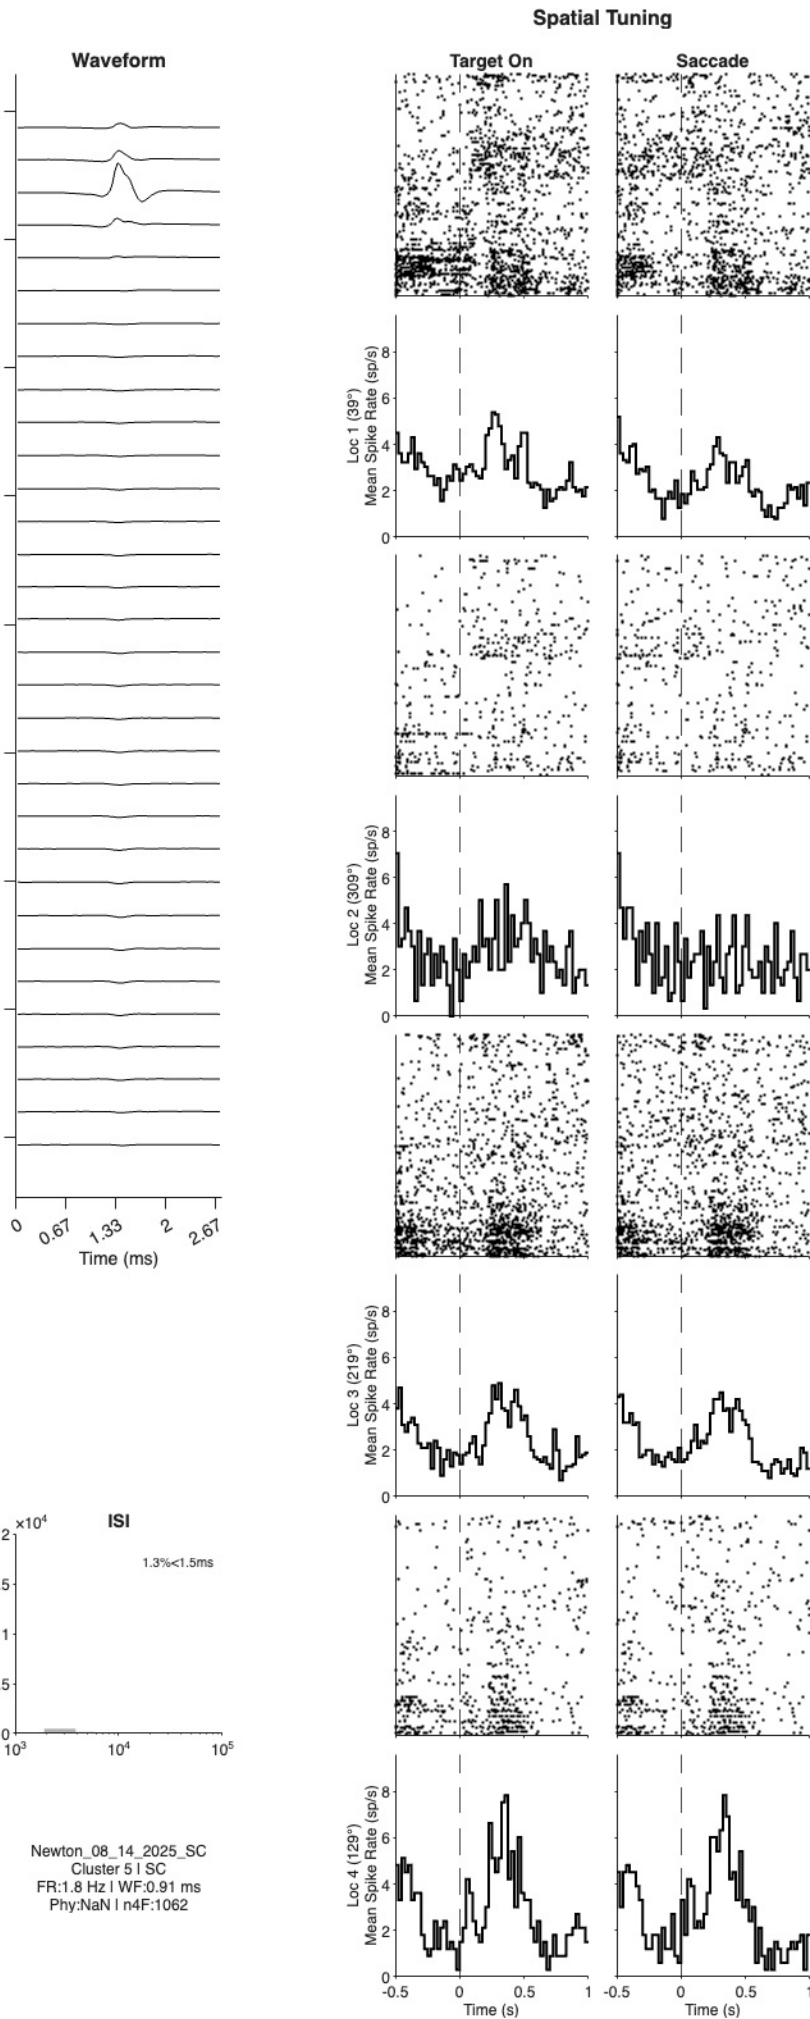 Spatial Tuning
Waveform
Target On
Saccade
8
6
4
2
0
Loc 1 (39°)
Mean Spike Rate (sp/s)
8
6
4
2
0
Loc 2 (309°)
Mean Spike Rate (sp/s)
0
0.67
1.33
2
2.67
Time (ms)
8
6
4
2
0
Loc 3 (219°)
Mean Spike Rate (sp/s)
×10⁴
ISI
2
1.3%<1.5ms
.5
1
.5
0
10³
10⁴
10⁵
8
6
4
2
0
Loc 4 (129°)
Mean Spike Rate (sp/s)
Newton_08_14_2025_SC
Cluster 5 | SC
FR:1.8 Hz | WF:0.91 ms
Phy:NaN | n4F:1062
-0.5 0 0.5 1
Time (s)
-0.5 0 0.5 1
Time (s)